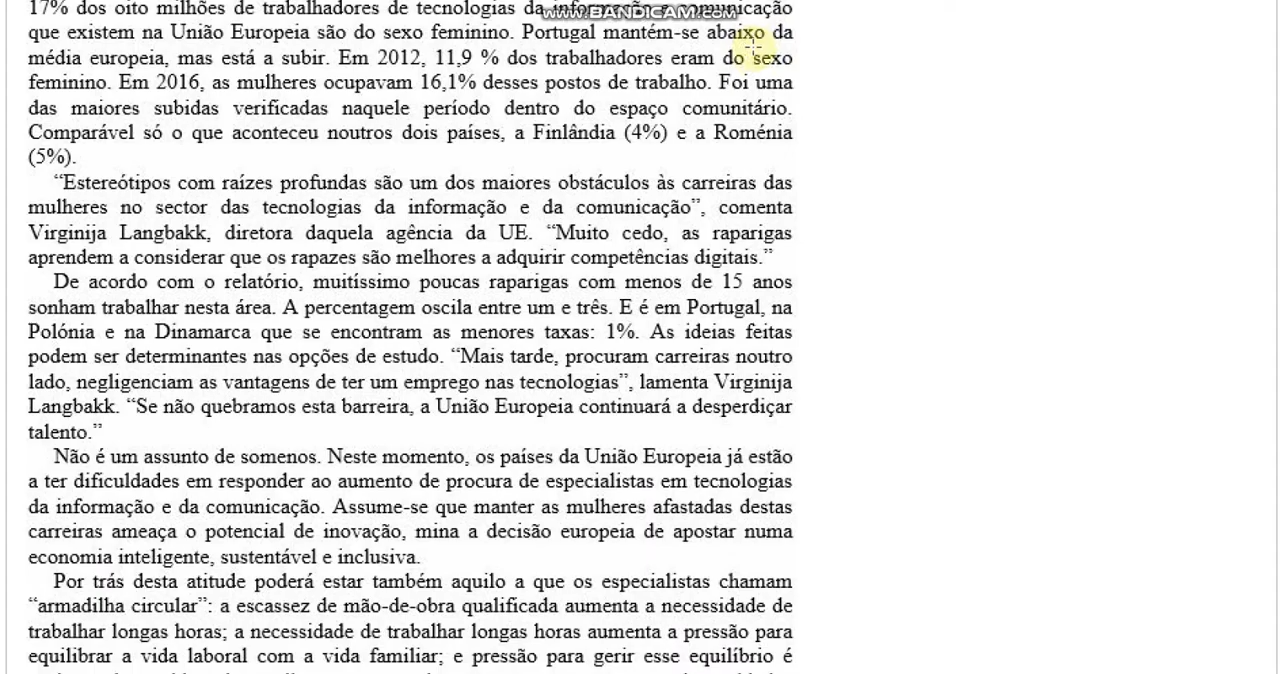 17% dos oito milhões de trabalhadores de tecnologias da informação e comunicação
www.BANDICAM.com
que existem na União Europeia são do sexo feminino. Portugal mantém-se abaixo da
média europeia, mas está a subir. Em 2012, 11,9 % dos trabalhadores eram do sexo
feminino. Em 2016, as mulheres ocupavam 16,1% desses postos de trabalho. Foi uma
das maiores subidas verificadas naquele período dentro do espaço comunitário.
Comparável só o que aconteceu noutros dois países, a Finlândia (4%) e a Roménia
(5%).
“Estereótipos com raízes profundas são um dos maiores obstáculos às carreiras das
mulheres no sector das tecnologias da informação e da comunicação”, comenta
Virginija Langbakk, diretora daquela agência da UE. “Muito cedo, as raparigas
aprendem a considerar que os rapazes são melhores a adquirir competências digitais.”
De acordo com o relatório, muitíssimo poucas raparigas com menos de 15 anos
sonham trabalhar nesta área. A percentagem oscila entre um e três. E é em Portugal, na
Polónia e na Dinamarca que se encontram as menores taxas: 1%. As ideias feitas
podem ser determinantes nas opções de estudo. “Mais tarde, procuram carreiras noutro
lado, negligenciam as vantagens de ter um emprego nas tecnologias”, lamenta Virginija
Langbakk. “Se não quebramos esta barreira, a União Europeia continuará a desperdiçar
talento.”
Não é um assunto de somenos. Neste momento, os países da União Europeia já estão
a ter dificuldades em responder ao aumento de procura de especialistas em tecnologias
da informação e da comunicação. Assume-se que manter as mulheres afastadas destas
carreiras ameaça o potencial de inovação, mina a decisão europeia de apostar numa
economia inteligente, sustentável e inclusiva.
Por trás desta atitude poderá estar também aquilo a que os especialistas chamam
“armadilha circular”: a escassez de mão-de-obra qualificada aumenta a necessidade de
trabalhar longas horas; a necessidade de trabalhar longas horas aumenta a pressão para
equilibrar a vida laboral com a vida familiar; e pressão para gerir esse equilíbrio é